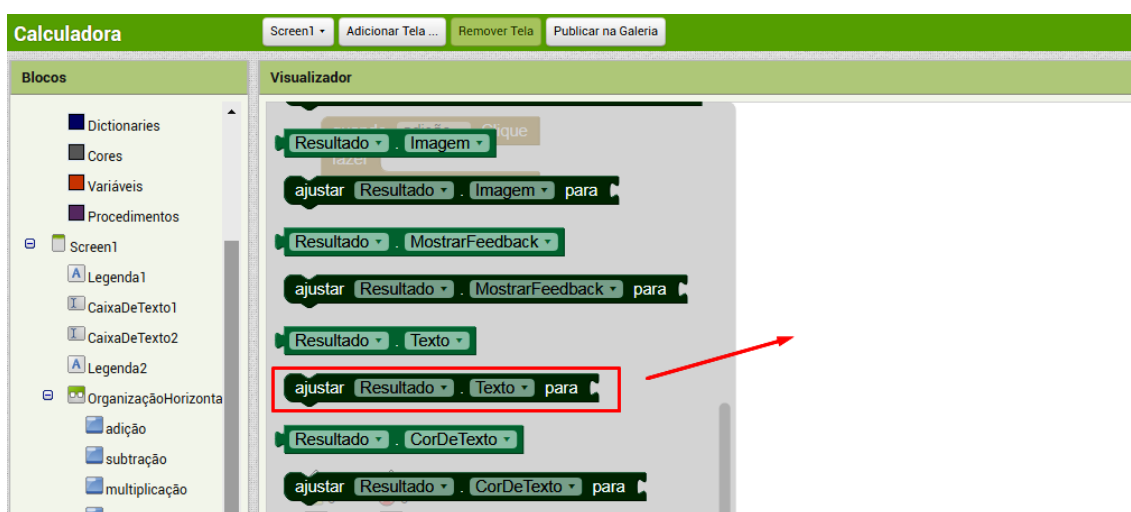 Calculadora
Screen1 Adicionar Tela ... Remover Tela Publicar na Galeria
Blocos
Visualizador
Dictionaries
Cores
Variáveis
Procedimentos
Screen1
Legenda1
CaixaDeTexto1
CaixaDeTexto2
Legenda2
OrganizaçãoHorizonta
adição
subtração
multiplicação
Clique
fazer
Resultado . Imagem
ajustar Resultado . Imagem para
Resultado . MostrarFeedback
ajustar Resultado . MostrarFeedback para
Resultado . Texto
ajustar Resultado . Texto para
Resultado . CorDeTexto
ajustar Resultado . CorDeTexto para